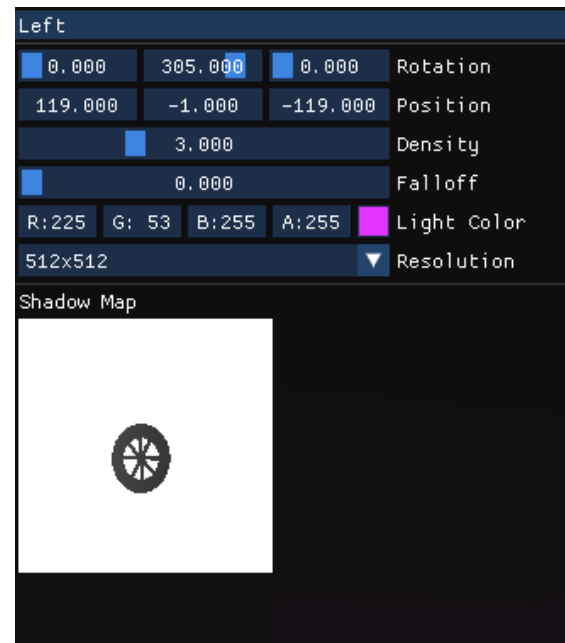 Left
0.000 305.000 0.000 Rotation
119.000 -1.000 -119.000 Position
3.000 Density
0.000 Falloff
R:225 G: 53 B:255 A:255 Light Color
512x512 Resolution
Shadow Map